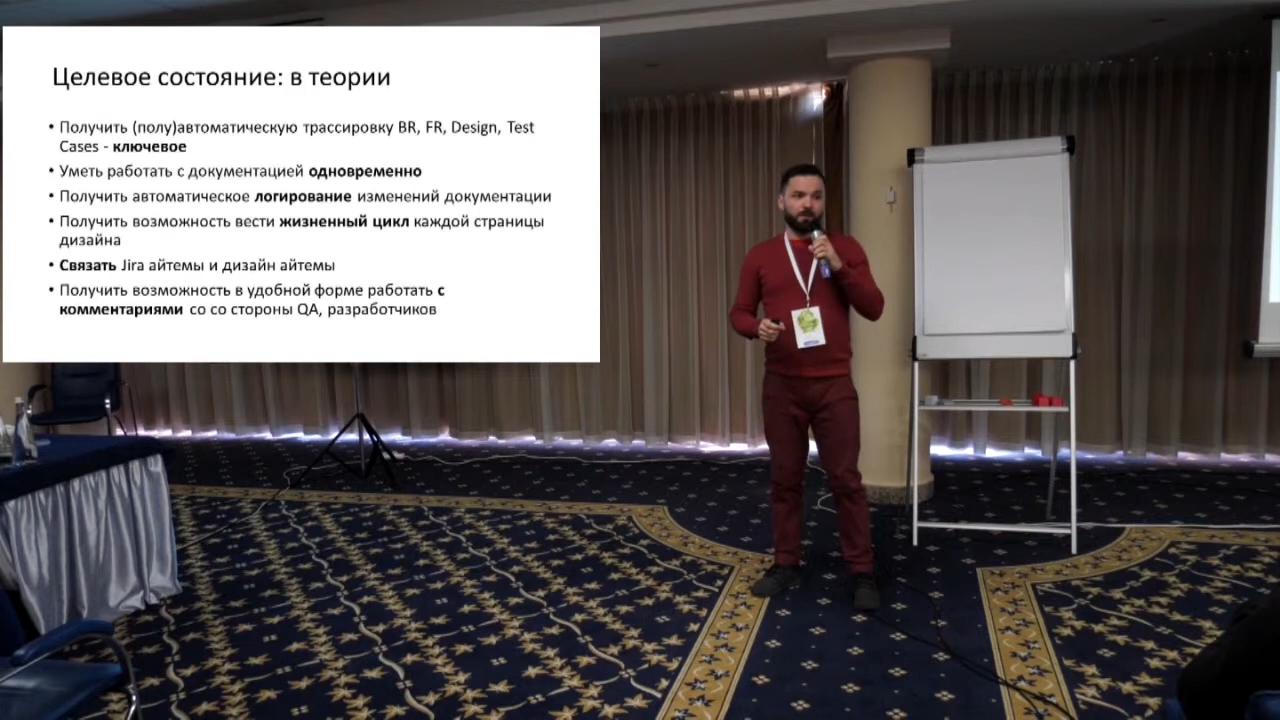 Целевое состояние: в теории
• Получить (полу)автоматическую трассировку BR, FR, Design, Test
Cases - ключевое
• Уметь работать с документацией одновременно
• Получить автоматическое логирование изменений документации
• Получить возможность вести жизненный цикл каждой страницы
дизайна
• Связать Jira айтемы и дизайн айтемы
• Получить возможность в удобной форме работать с
комментариями со со стороны QA, разработчиков